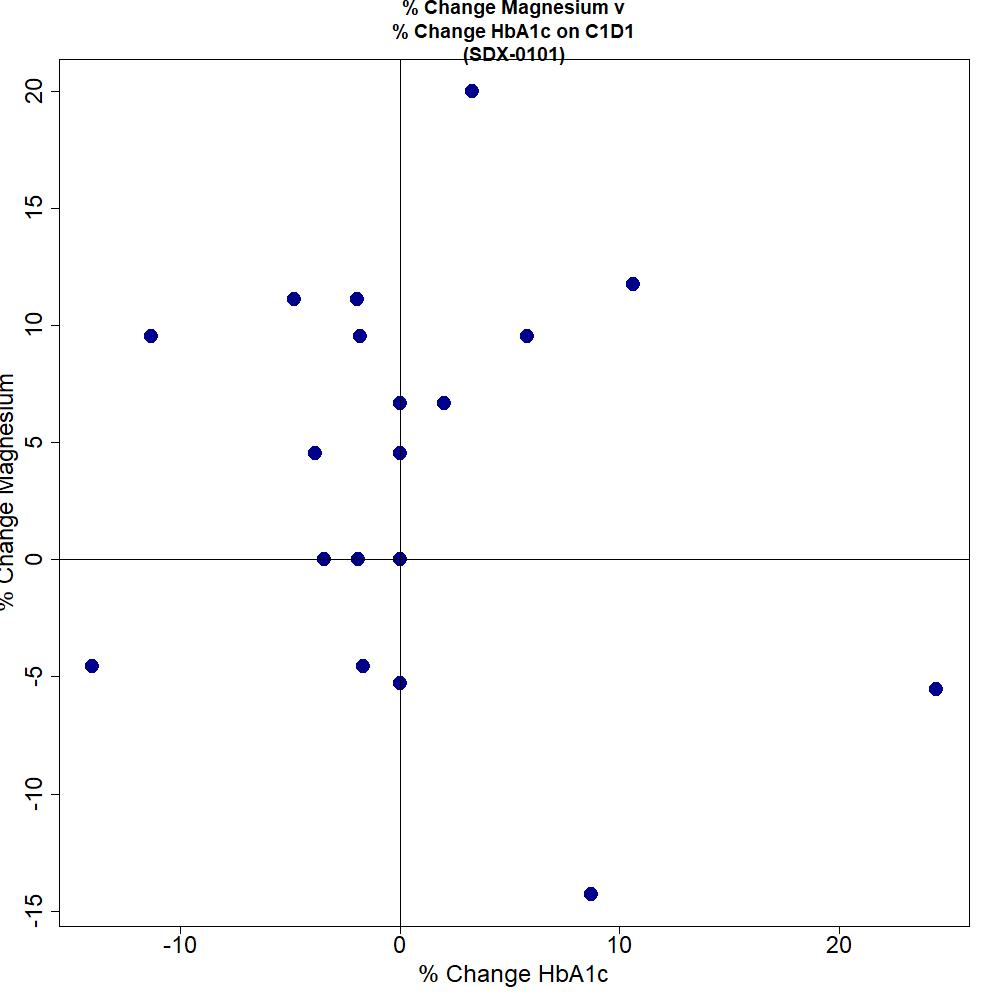 % Change Magnesium v
% Change HbA1c on C1D1
(SDX-0101)
20
15
10
5
0
-5
-10
-15
% Change Magnesium
-10
0
10
20
% Change HbA1c